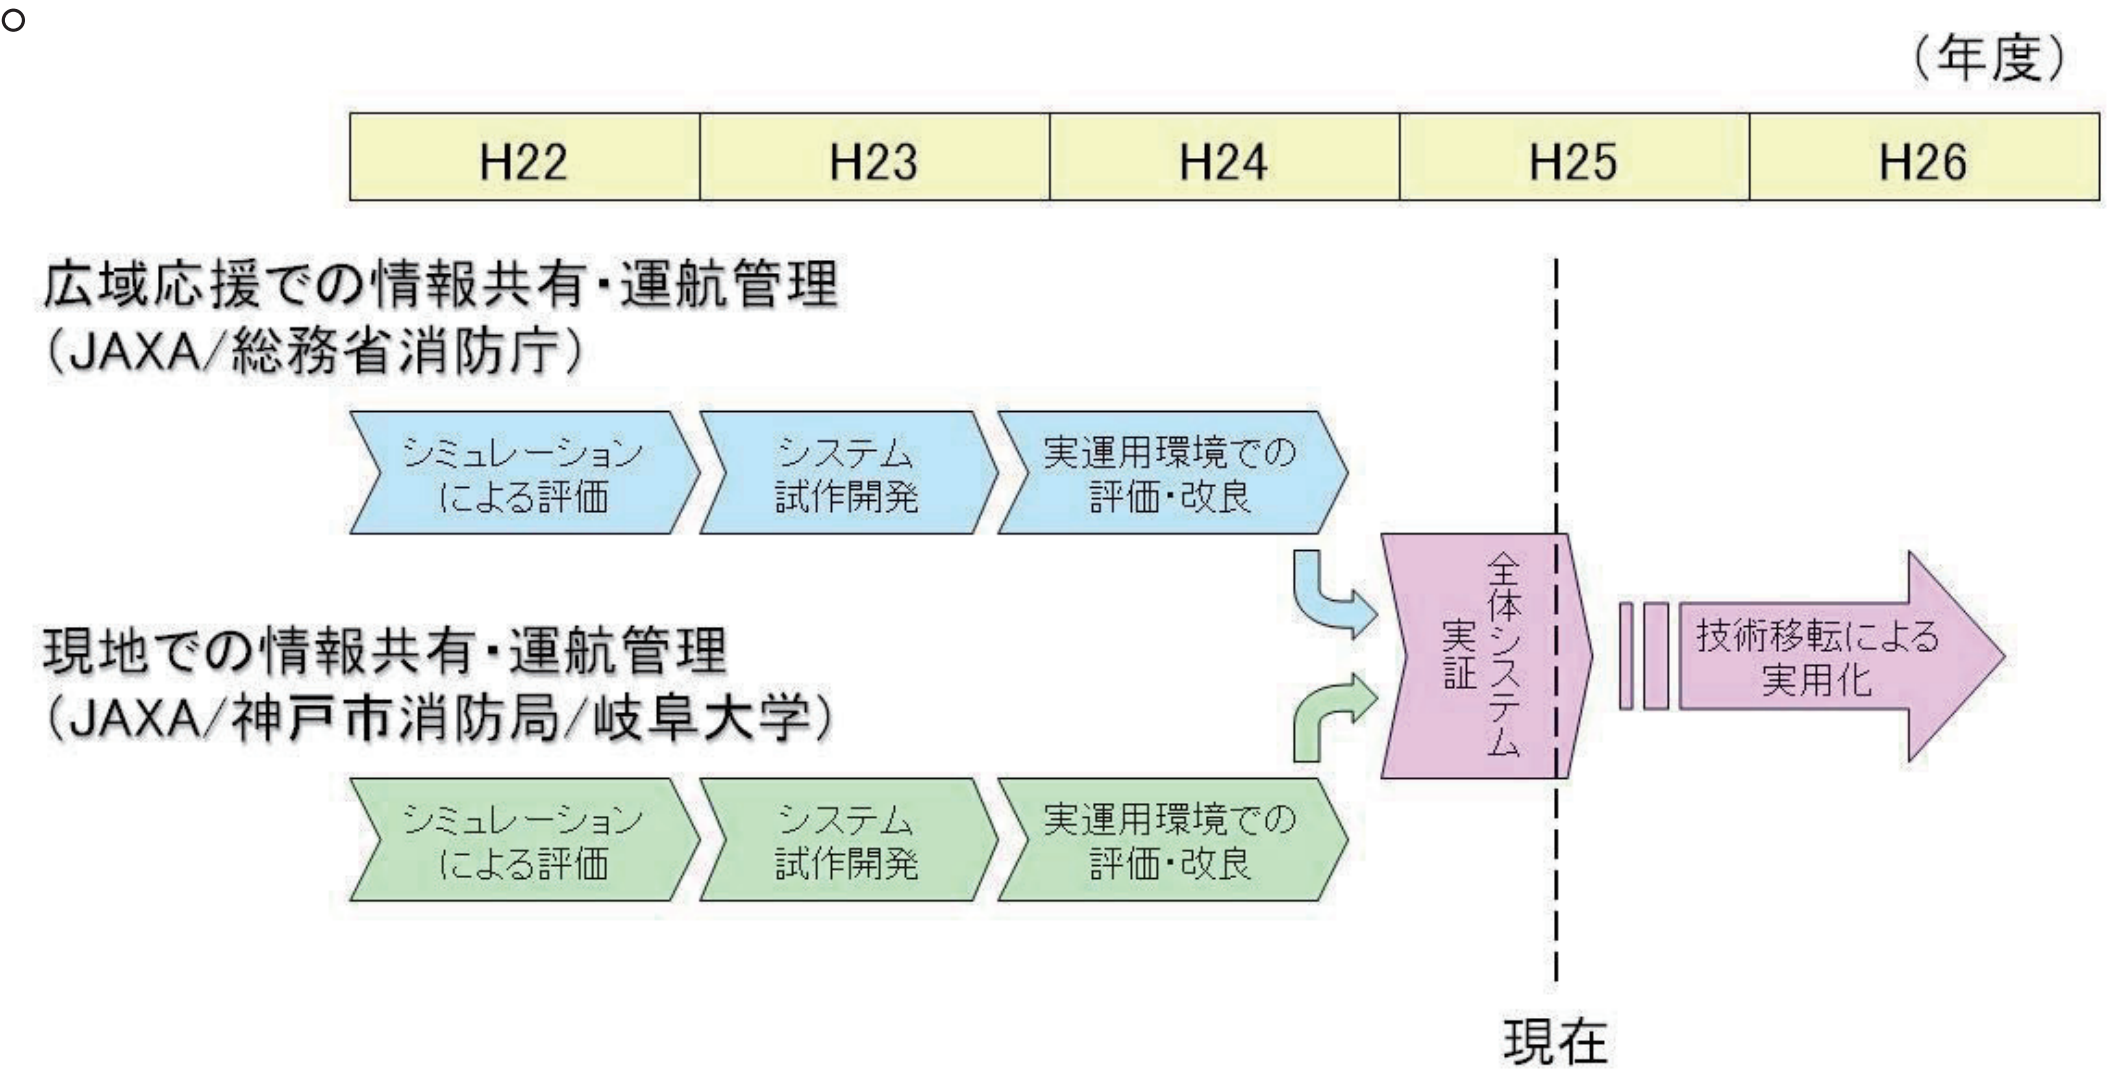 。
（年度）
H22 H23 H24 H25 H26
広域応援での情報共有・運航管理
（JAXA/総務省消防庁）
シミュレーション
による評価
システム
試作開発
実運用環境での
評価・改良
現地での情報共有・運航管理
（JAXA/神戸市消防局/岐阜大学）
シミュレーション
による評価
システム
試作開発
実運用環境での
評価・改良
全体システム
実証
技術移転による
実用化
現在